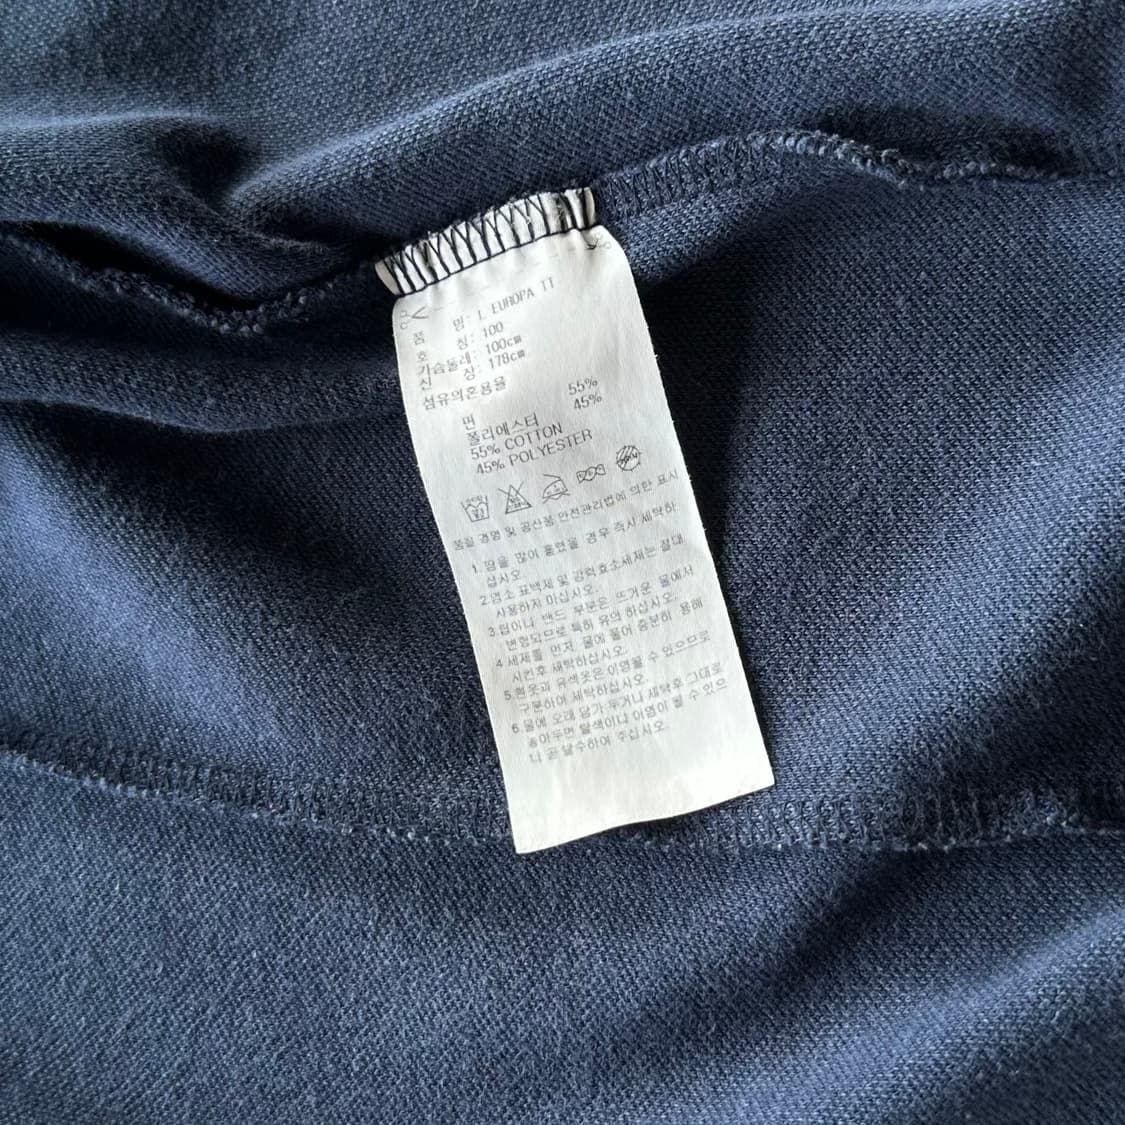 품 명: I. EUROPA TT
호 칭: 100
가슴둘레: 100cm
신 장: 178cm
섬유의혼용율
면 55%
폴리에스터 45%
55% COTTON
45% POLYESTER
품질 경영 및 공산품 안전관리법에 의한 표시
1.땀을 많이 흘렸을 경우 즉시 세탁하
십시오
2.염소 표백제 및 강력효소세제는 절대
사용하지 마십시오.
3.립이나 밴드 부분은 뜨거운 물에서
변형되므로 특히 유의 하십시오.
4.세제를 먼저 물에 풀어 충분히 용해
시킨후 세탁하십시오.
5.흰옷과 유색옷은 이염될 수 있으므로
구분하여 세탁하십시오.
6.물에 오래 담가 두거나 세탁후 그대로
놓아두면 탈색이나 이염이 될 수 있으
니 곧 탈수하여 주십시오.